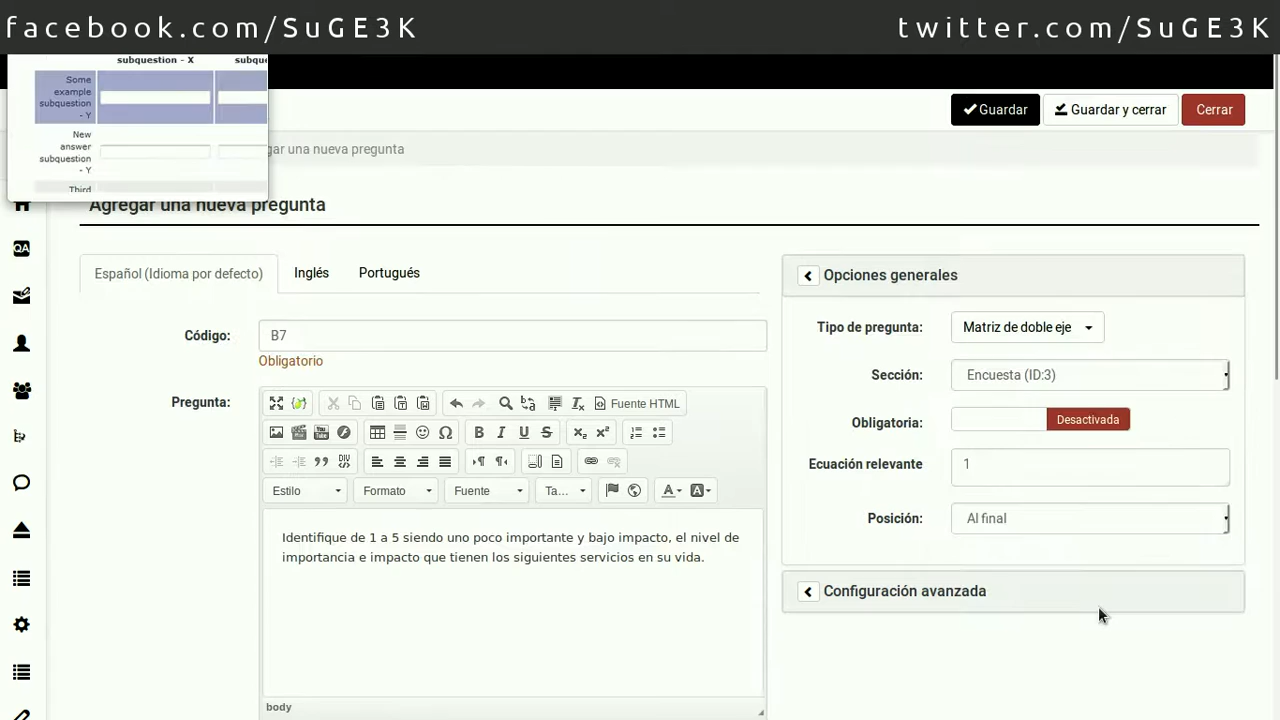 facebook.com/SuGE3K
twitter.com/SuGE3K
subquestion - X
Some
example
subquestion
- Y
New
answer
subquestion
- Y
Third
Guardar
Guardar y cerrar
Cerrar
gar una nueva pregunta
Agregar una nueva pregunta
QA
Español (Idioma por defecto)
Inglés
Portugués
Código:
B7
Obligatorio
Pregunta:
Fuente HTML
Estilo
Formato
Fuente
Ta...
Identifique de 1 a 5 siendo uno poco importante y bajo impacto, el nivel de
importancia e impacto que tienen los siguientes servicios en su vida.
body
Opciones generales
Tipo de pregunta:
Matriz de doble eje
Sección:
Encuesta (ID:3)
Obligatoria:
Desactivada
Ecuación relevante
1
Posición:
Al final
Configuración avanzada